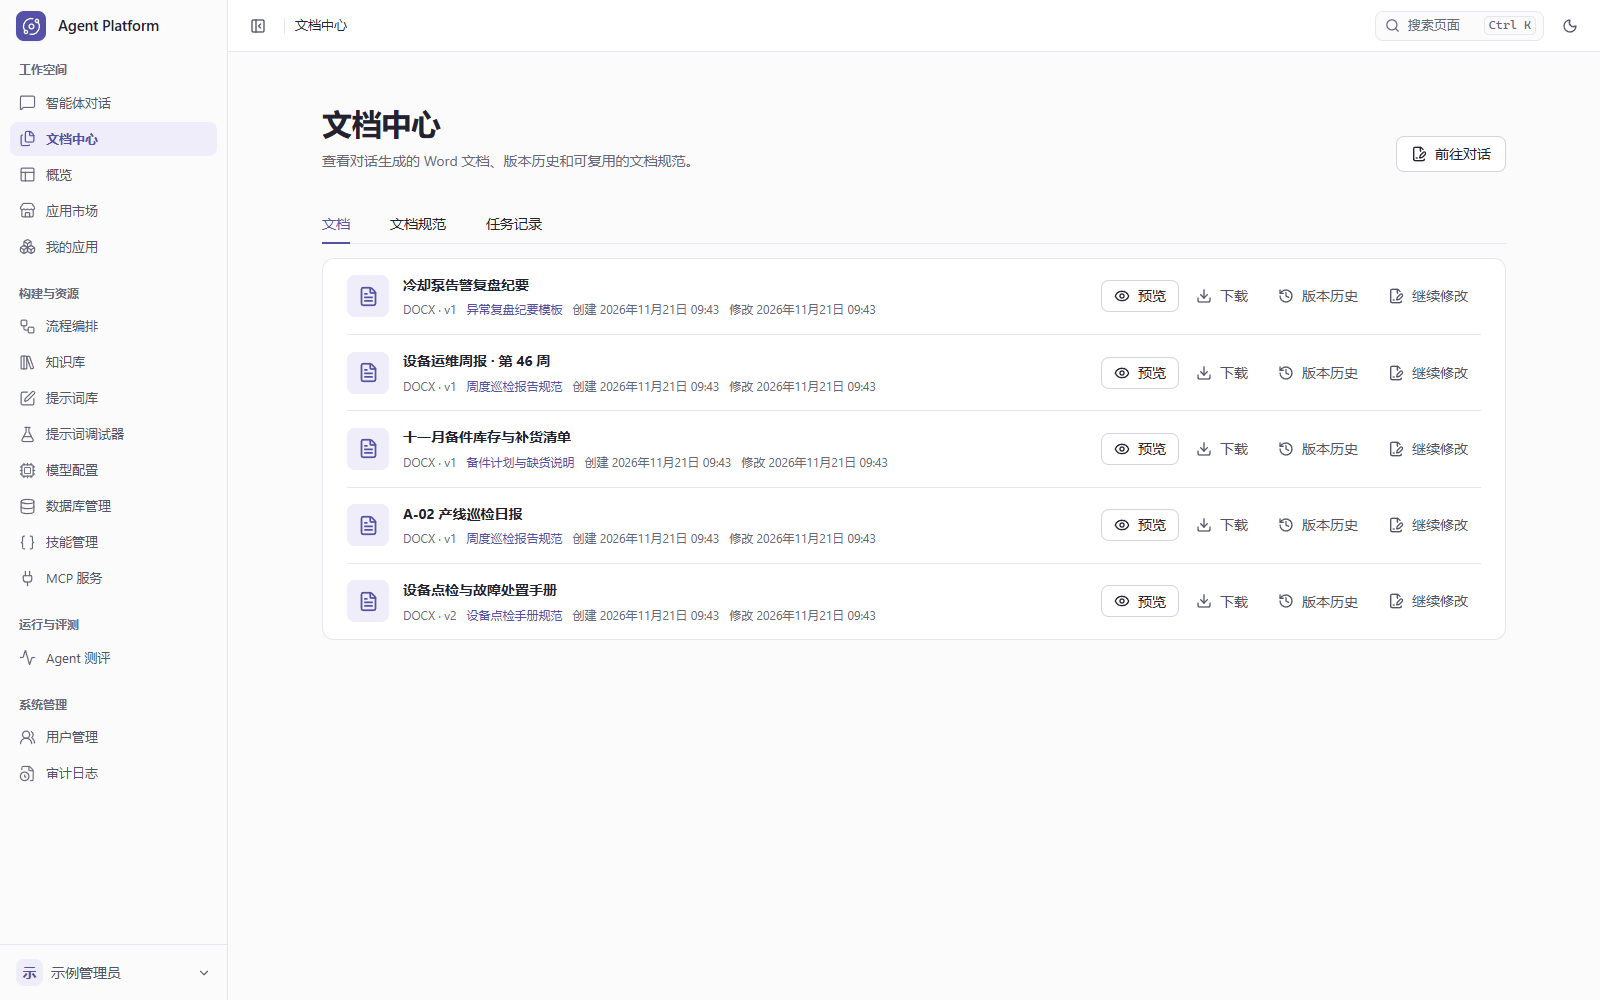 Agent Platform
工作空间
智能体对话
文档中心
概览
应用市场
我的应用
构建与资源
流程编排
知识库
提示词库
提示词调试器
模型配置
数据库管理
技能管理
MCP 服务
运行与评测
Agent 测评
系统管理
用户管理
审计日志
示 示例管理员
文档中心
搜索页面 Ctrl K
文档中心
查看对话生成的 Word 文档、版本历史和可复用的文档规范。
前往对话
文档 文档规范 任务记录
冷却泵告警复盘纪要
DOCX · v1 异常复盘纪要模板 创建 2026年11月21日 09:43 修改 2026年11月21日 09:43
预览 下载 版本历史 继续修改
设备运维周报 · 第 46 周
DOCX · v1 周度巡检报告规范 创建 2026年11月21日 09:43 修改 2026年11月21日 09:43
预览 下载 版本历史 继续修改
十一月备件库存与补货清单
DOCX · v1 备件计划与缺货说明 创建 2026年11月21日 09:43 修改 2026年11月21日 09:43
预览 下载 版本历史 继续修改
A-02 产线巡检日报
DOCX · v1 周度巡检报告规范 创建 2026年11月21日 09:43 修改 2026年11月21日 09:43
预览 下载 版本历史 继续修改
设备点检与故障处置手册
DOCX · v2 设备点检手册规范 创建 2026年11月21日 09:43 修改 2026年11月21日 09:43
预览 下载 版本历史 继续修改